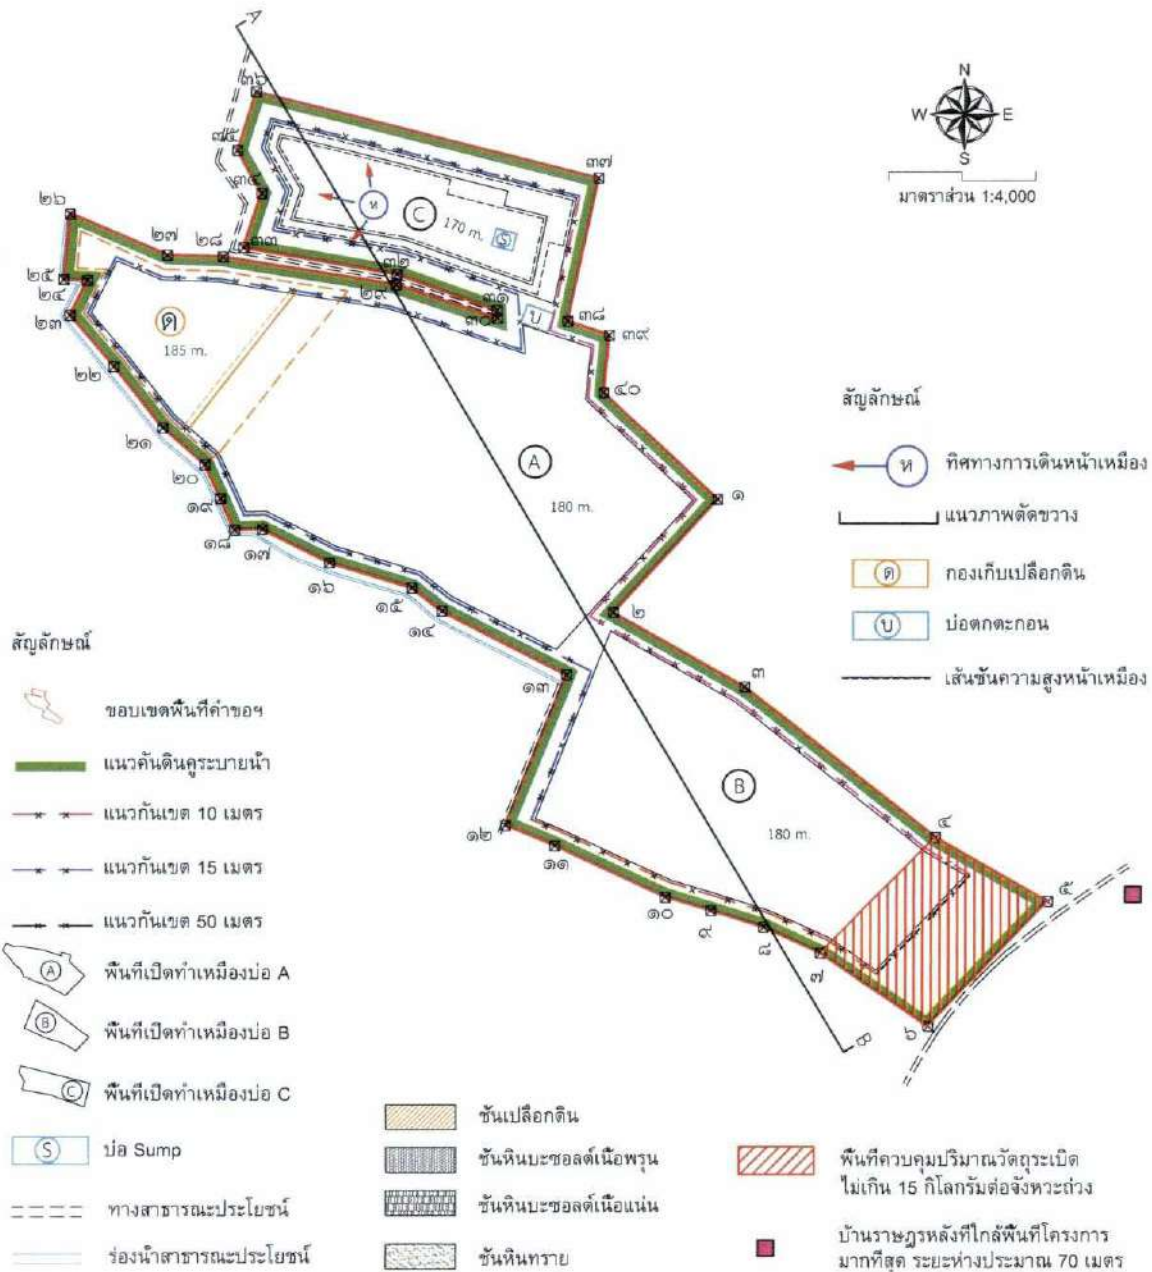 A
N
W E
S
มาตราส่วน 1:4,000
๓๖
๓๗
๓๕
๓๔
ห
C
170 m.
S
๒๖
๒๗
๒๘
๓๓
๓๒
๒๙
๓๑
๓๐
บ
๓๘
๓๙
๒๕
๒๔
๒๓
ด
185 m.
๔๐
๒๒
๒๑
A
180 m.
๑
๒๐
๑๙
๑๘
๑๗
๑๖
๑๕
๑๔
๒
๑๓
๓
B
180 m.
๑๒
๑๑
๑๐
๙
๘
๗
๔
๕
๖
B
สัญลักษณ์
ห ทิศทางการเดินหน้าเหมือง
แนวภาพตัดขวาง
ด กองเก็บเปลือกดิน
บ บ่อตกตะกอน
เส้นชั้นความสูงหน้าเหมือง
สัญลักษณ์
ขอบเขตพื้นที่คำขอฯ
แนวคันดินคูระบายน้ำ
แนวกันเขต 10 เมตร
แนวกันเขต 15 เมตร
แนวกันเขต 50 เมตร
A พื้นที่เปิดทำเหมืองบ่อ A
B พื้นที่เปิดทำเหมืองบ่อ B
C พื้นที่เปิดทำเหมืองบ่อ C
S บ่อ Sump
ทางสาธารณะประโยชน์
ร่องน้ำสาธารณะประโยชน์
ชั้นเปลือกดิน
ชั้นหินบะซอลต์เนื้อพรุน
ชั้นหินบะซอลต์เนื้อแน่น
ชั้นหินทราย
พื้นที่ควบคุมปริมาณวัตถุระเบิด
ไม่เกิน 15 กิโลกรัมต่อจังหวะถ่วง
บ้านราษฎรหลังที่ใกล้พื้นที่โครงการ
มากที่สุด ระยะห่างประมาณ 70 เมตร